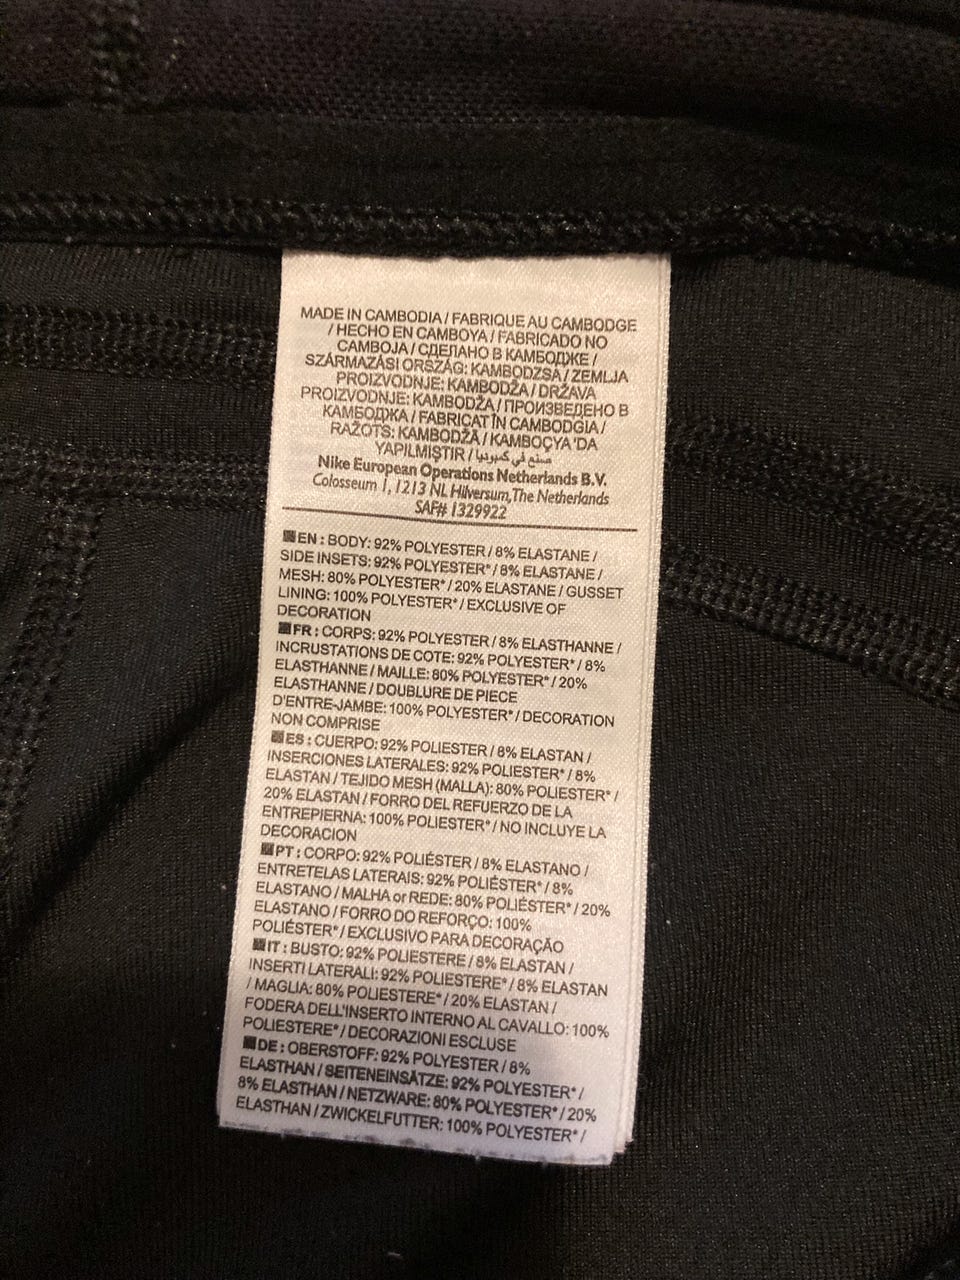 MADE IN CAMBODIA / FABRIQUE AU CAMBODGE
/ HECHO EN CAMBOYA / FABRICADO NO
CAMBOJA / СДЕЛАНО В КАМБОДЖЕ /
SZÁRMAZÁSI ORSZÁG: KAMBODZSA / ZEMLJA
PROIZVODNJE: KAMBODŽA / DRŽAVA
PROIZVODNJE: KAMBODŽA / ПРОИЗВЕДЕНО В
КАМБОДЖА / FABRICAT ÎN CAMBODGIA /
RAŽOTS: KAMBODŽĀ / KAMBOÇYA 'DA
YAPILMIŞTIR / صنع في كمبوديا
Nike European Operations Netherlands B.V.
Colosseum 1, 1213 NL Hilversum, The Netherlands
SAF# 1329922
EN : BODY: 92% POLYESTER / 8% ELASTANE /
SIDE INSETS: 92% POLYESTER* / 8% ELASTANE /
MESH: 80% POLYESTER* / 20% ELASTANE / GUSSET
LINING: 100% POLYESTER* / EXCLUSIVE OF
DECORATION
FR : CORPS: 92% POLYESTER / 8% ELASTHANNE /
INCRUSTATIONS DE COTE: 92% POLYESTER* / 8%
ELASTHANNE / MAILLE: 80% POLYESTER* / 20%
ELASTHANNE / DOUBLURE DE PIECE
D'ENTRE-JAMBE: 100% POLYESTER* / DECORATION
NON COMPRISE
ES : CUERPO: 92% POLIESTER / 8% ELASTAN /
INSERCIONES LATERALES: 92% POLIESTER* / 8%
ELASTAN / TEJIDO MESH (MALLA): 80% POLIESTER* /
20% ELASTAN / FORRO DEL REFUERZO DE LA
ENTREPIERNA: 100% POLIESTER* / NO INCLUYE LA
DECORACION
PT : CORPO: 92% POLIÉSTER / 8% ELASTANO /
ENTRETELAS LATERAIS: 92% POLIÉSTER* / 8%
ELASTANO / MALHA or REDE: 80% POLIÉSTER* / 20%
ELASTANO / FORRO DO REFORÇO: 100%
POLIÉSTER* / EXCLUSIVO PARA DECORAÇÃO
IT : BUSTO: 92% POLIESTERE / 8% ELASTAN /
INSERTI LATERALI: 92% POLIESTERE* / 8% ELASTAN
/ MAGLIA: 80% POLIESTERE* / 20% ELASTAN /
FODERA DELL'INSERTO INTERNO AL CAVALLO: 100%
POLIESTERE* / DECORAZIONI ESCLUSE
DE : OBERSTOFF: 92% POLYESTER / 8%
ELASTHAN / SEITENEINSÄTZE: 92% POLYESTER* /
8% ELASTHAN / NETZWARE: 80% POLYESTER* / 20%
ELASTHAN / ZWICKELFUTTER: 100% POLYESTER* /